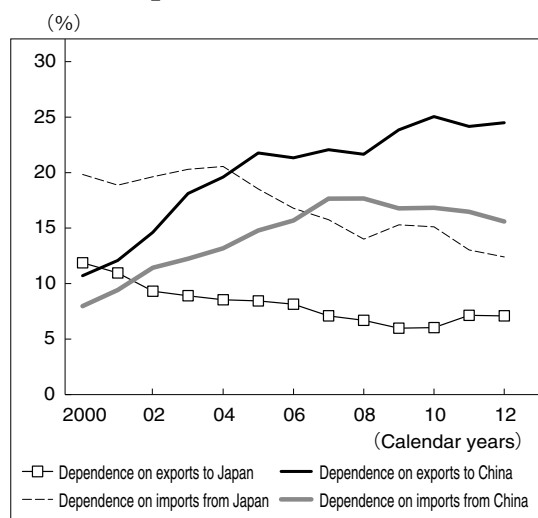 (%)
30
25
20
15
10
5
0
2000 02 04 06 08 10 12
(Calendar years)
Dependence on exports to Japan Dependence on exports to China
Dependence on imports from Japan Dependence on imports from China